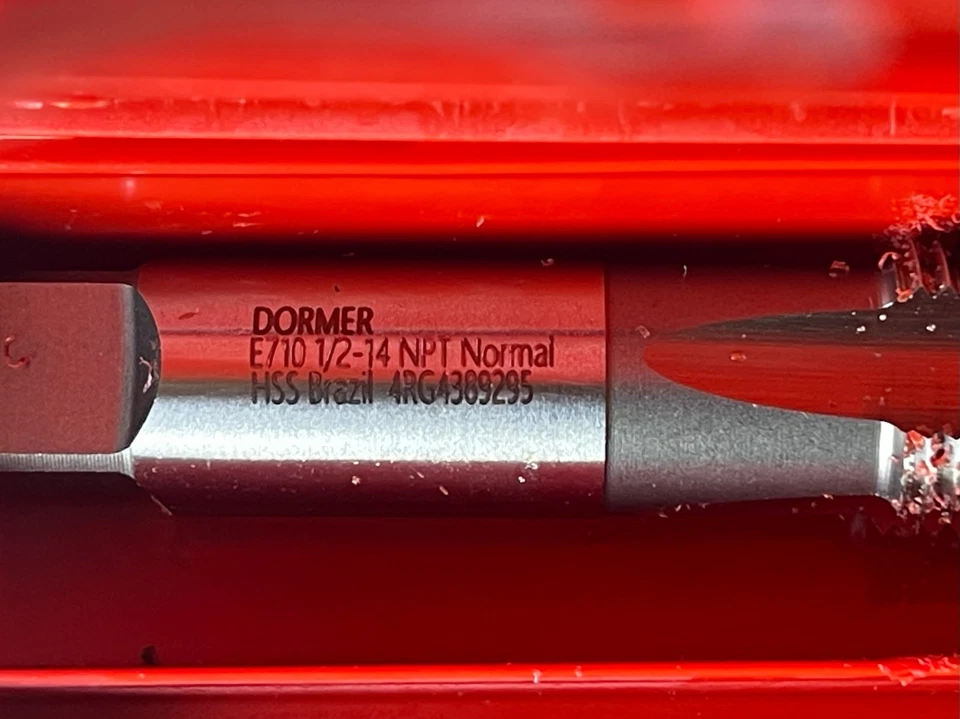 DORMER
E710 1/2-14 NPT Normal
HSS Brazil 4RG4389295